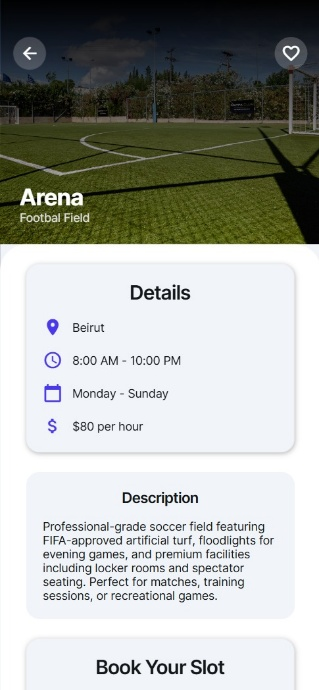 Arena
Footbal Field
Details
Beirut
8:00 AM - 10:00 PM
Monday - Sunday
$80 per hour
Description
Professional-grade soccer field featuring
FIFA-approved artificial turf, floodlights for
evening games, and premium facilities
including locker rooms and spectator
seating. Perfect for matches, training
sessions, or recreational games.
Book Your Slot